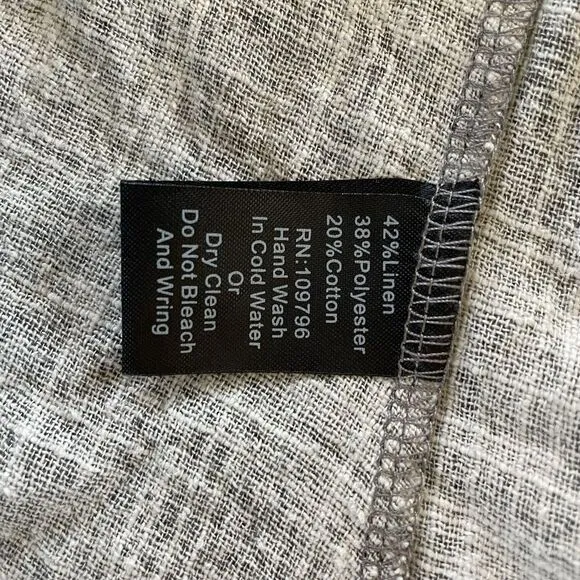 42%Linen
38%Polyester
20%Cotton
RN:109796
Hand Wash
In Cold Water
Or
Dry Clean
Do Not Bleach
And Wring